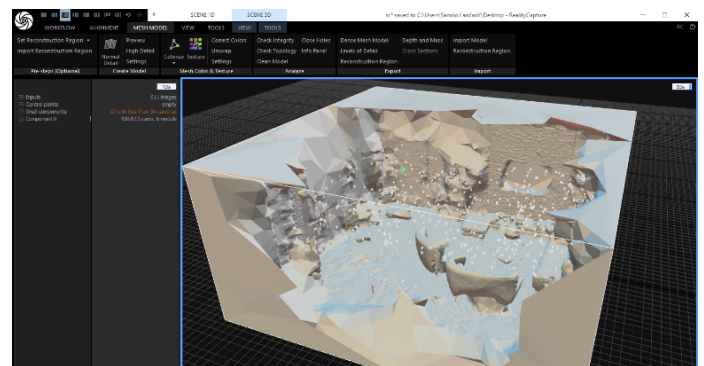 SCENE 1D SCENE 3D
rc* saved to C:\Users\
\Desktop - RealityCapture
WORKFLOW ALIGNMENT MESH MODEL VIEW TOOLS VIEW TOOLS
Set Reconstruction Region
Import Reconstruction Region
Pre-steps (Optional)
Normal Detail
Preview
High Detail
Settings
Create Model
Colorize Texture
Correct Colors
Unwrap
Settings
Mesh Color & Texture
Check Integrity Close Holes
Check Topology Info Panel
Clean Model
Analyze
Dense Mesh Model Depth and Mask
Levels of Detail Cross Sections
Reconstruction Region
Export
Import Model
Reconstruction Region
Import
1Ds
3Ds
Inputs 611 images
Control points empty
Small components
Component 0